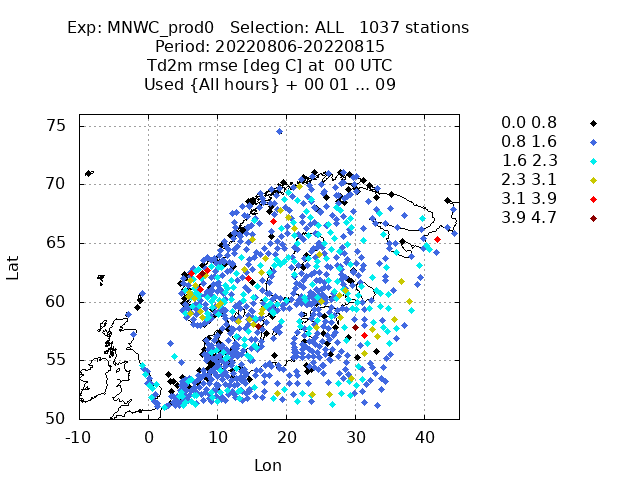 Exp: MNWC_prod0 Selection: ALL 1037 stations
Period: 20220806-20220815
Td2m rmse [deg C] at 00 UTC
Used {All hours} + 00 01 ... 09
75
70
65
60
55
50
-10 0 10 20 30 40
Lat
Lon
0.0 0.8
0.8 1.6
1.6 2.3
2.3 3.1
3.1 3.9
3.9 4.7